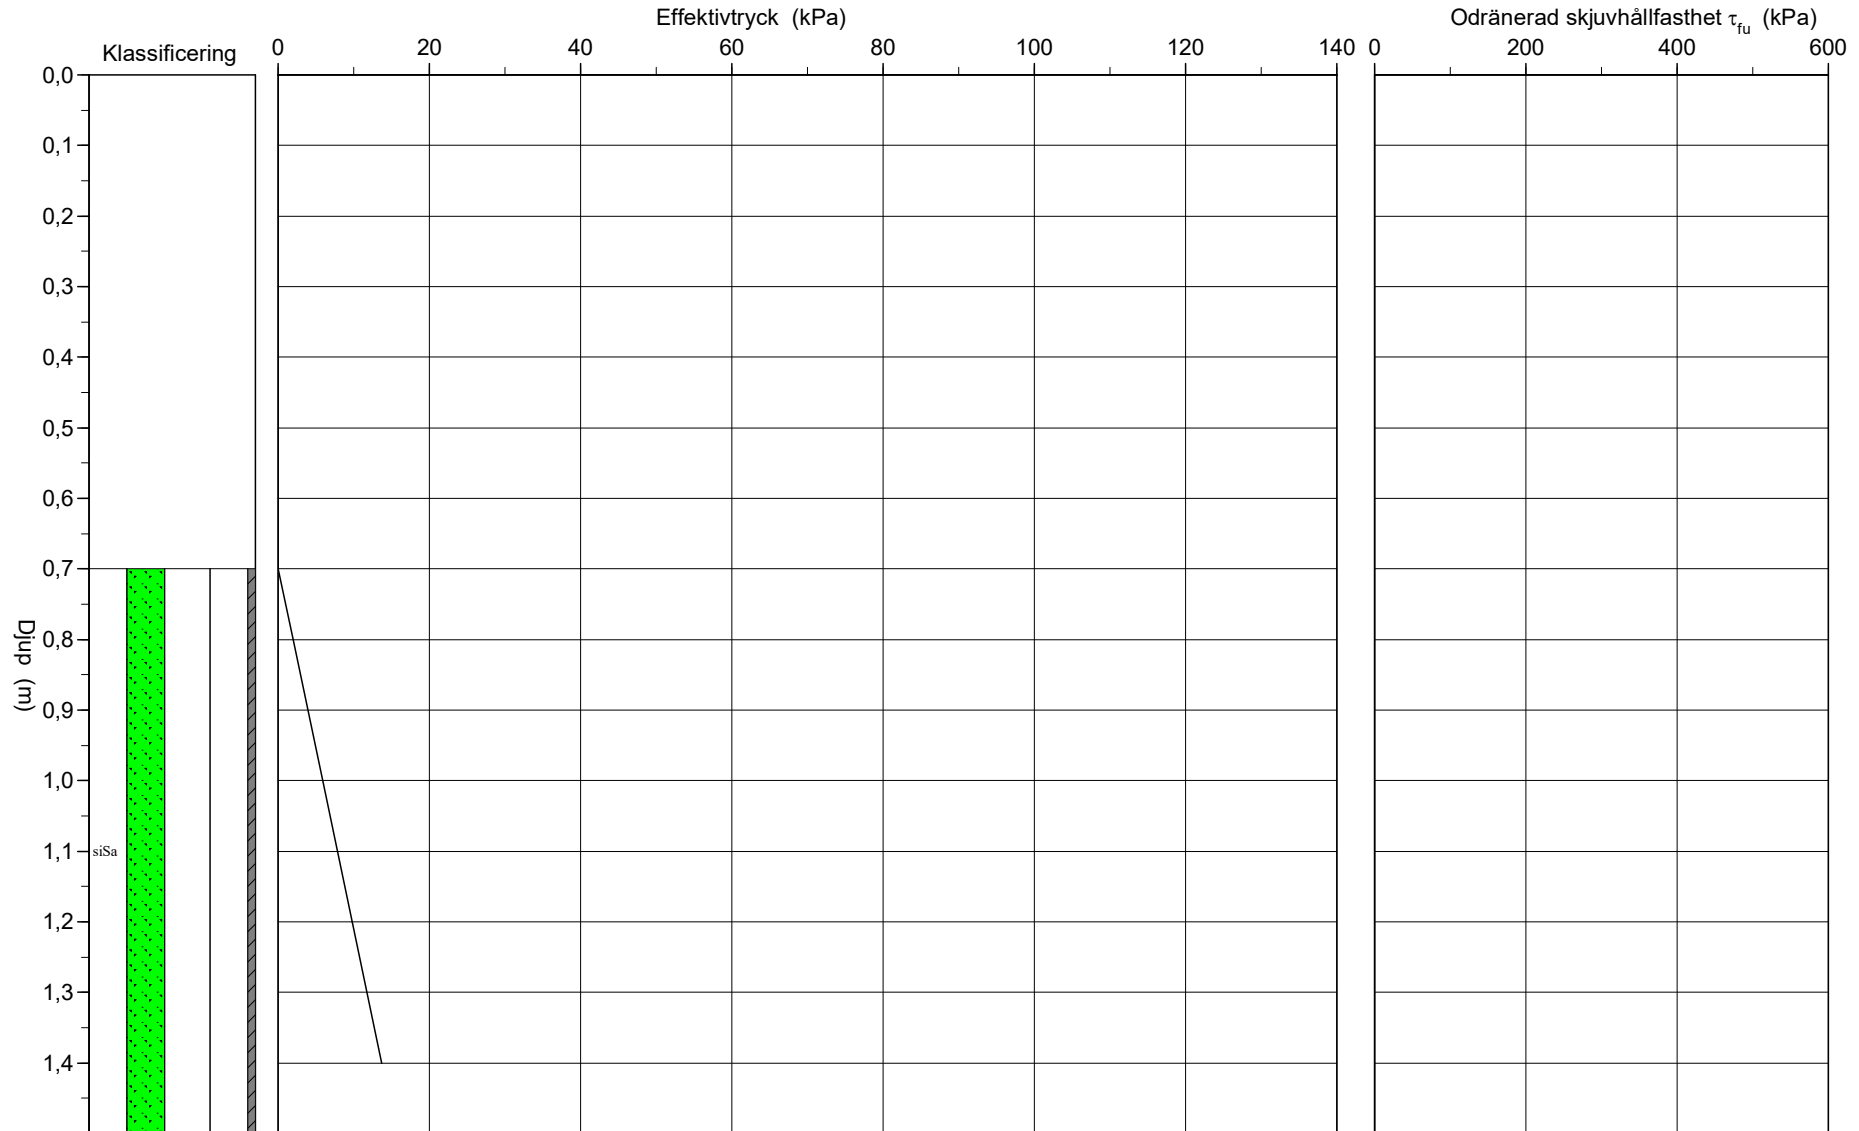 Effektivtryck (kPa)
Odränerad skjuvhållfasthet τfu (kPa)
Klassificering
0 20 40 60 80 100 120 140
0 200 400 600
0,0
0,1
0,2
0,3
0,4
0,5
0,6
0,7
0,8
0,9
1,0
1,1
1,2
1,3
1,4
Djup (m)
siSa